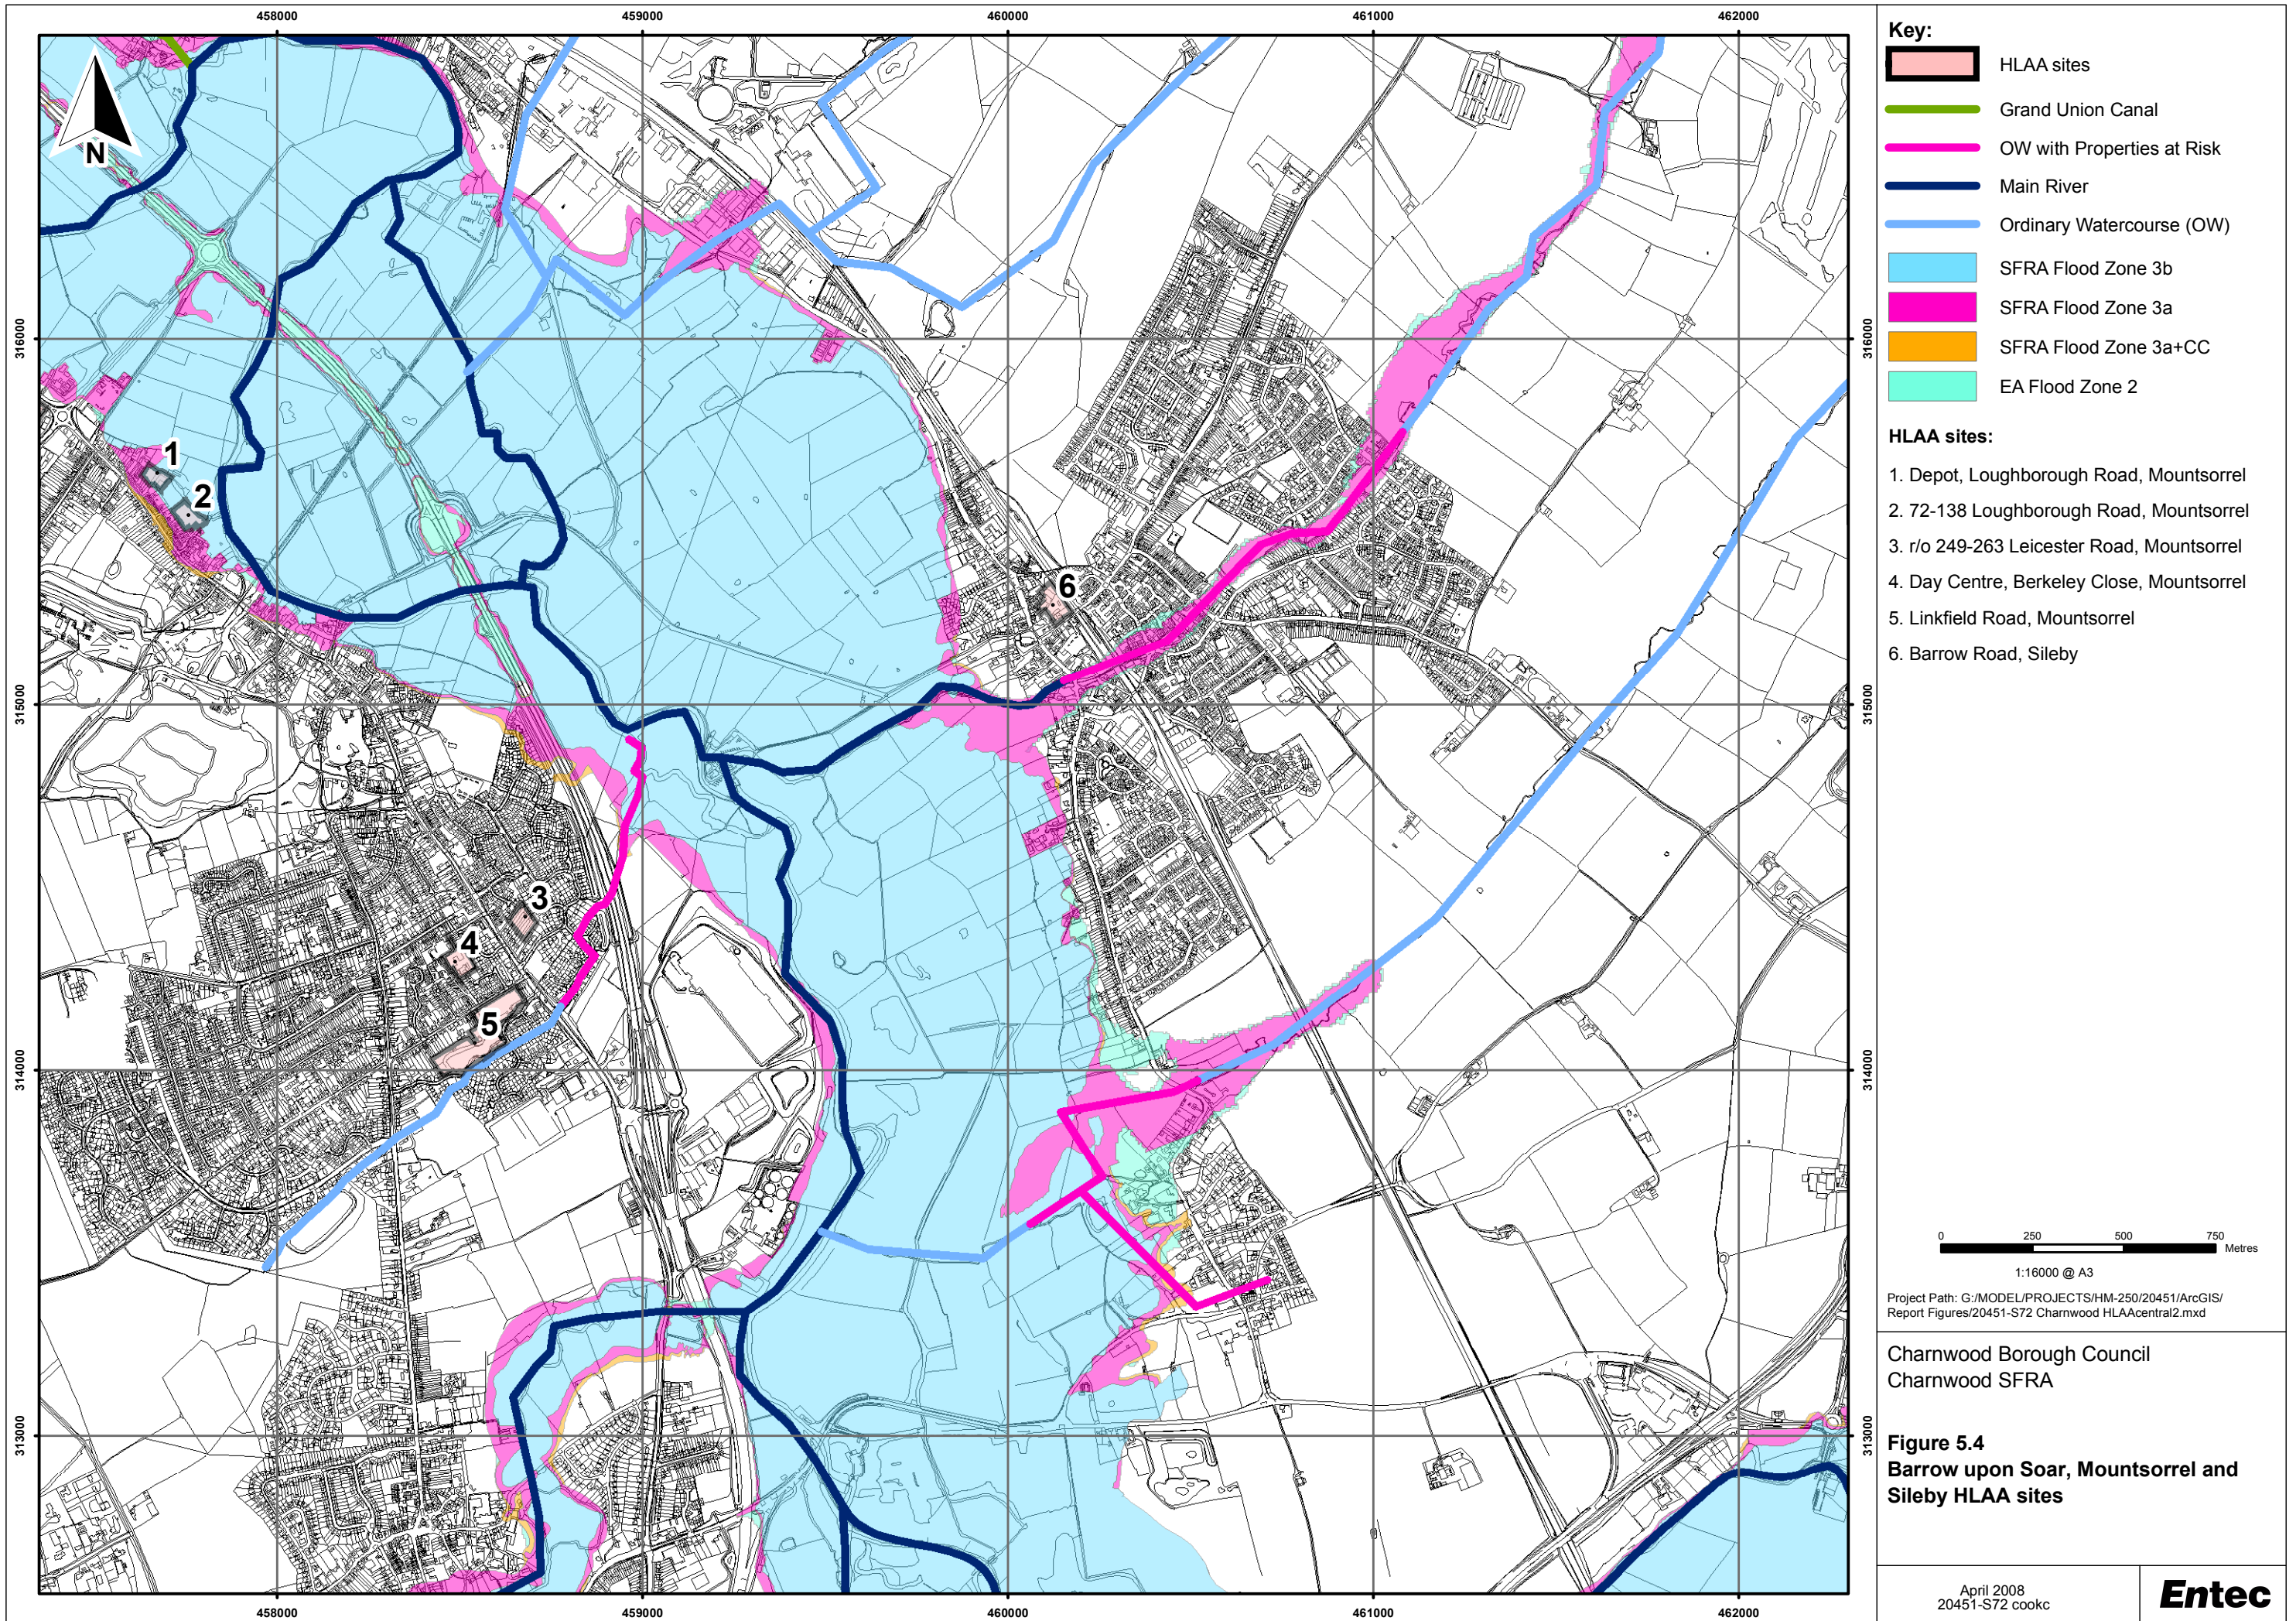 458000
459000
460000
461000
462000
316000
315000
314000
313000
316000
315000
314000
313000
N
1
2
3
4
5
6
458000
459000
460000
461000
462000
Key:
HLAA sites
Grand Union Canal
OW with Properties at Risk
Main River
Ordinary Watercourse (OW)
SFRA Flood Zone 3b
SFRA Flood Zone 3a
SFRA Flood Zone 3a+CC
EA Flood Zone 2
HLAA sites:
1. Depot, Loughborough Road, Mountsorrel
2. 72-138 Loughborough Road, Mountsorrel
3. r/o 249-263 Leicester Road, Mountsorrel
4. Day Centre, Berkeley Close, Mountsorrel
5. Linkfield Road, Mountsorrel
6. Barrow Road, Sileby
0 250 500 750
Metres
1:16000 @ A3
Project Path: G:/MODEL/PROJECTS/HM-250/20451/ArcGIS/
Report Figures/20451-S72 Charnwood HLAAcentral2.mxd
Charnwood Borough Council
Charnwood SFRA
Figure 5.4
Barrow upon Soar, Mountsorrel and
Sileby HLAA sites
April 2008
20451-S72 cookc
Entec